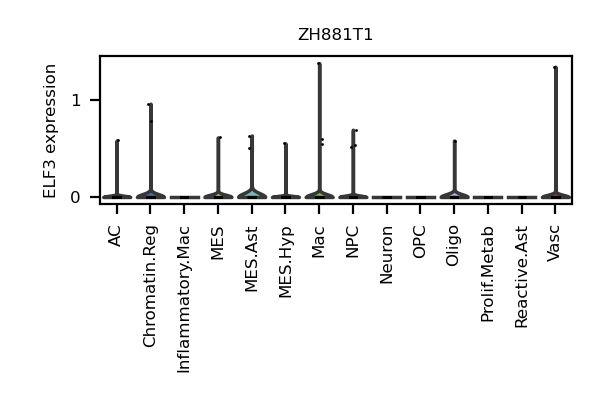 ZH881T1
ELF3 expression
1
0
AC
Chromatin.Reg
Inflammatory.Mac
MES
MES.Ast
MES.Hyp
Mac
NPC
Neuron
OPC
Oligo
Prolif.Metab
Reactive.Ast
Vasc